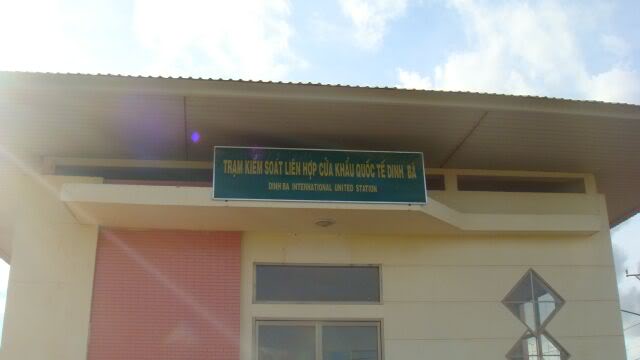 TRẠM KIỂM SOÁT LIÊN HỢP CỬA KHẨU QUỐC TẾ DINH BÀ
DINH BA INTERNATIONAL UNITED STATION